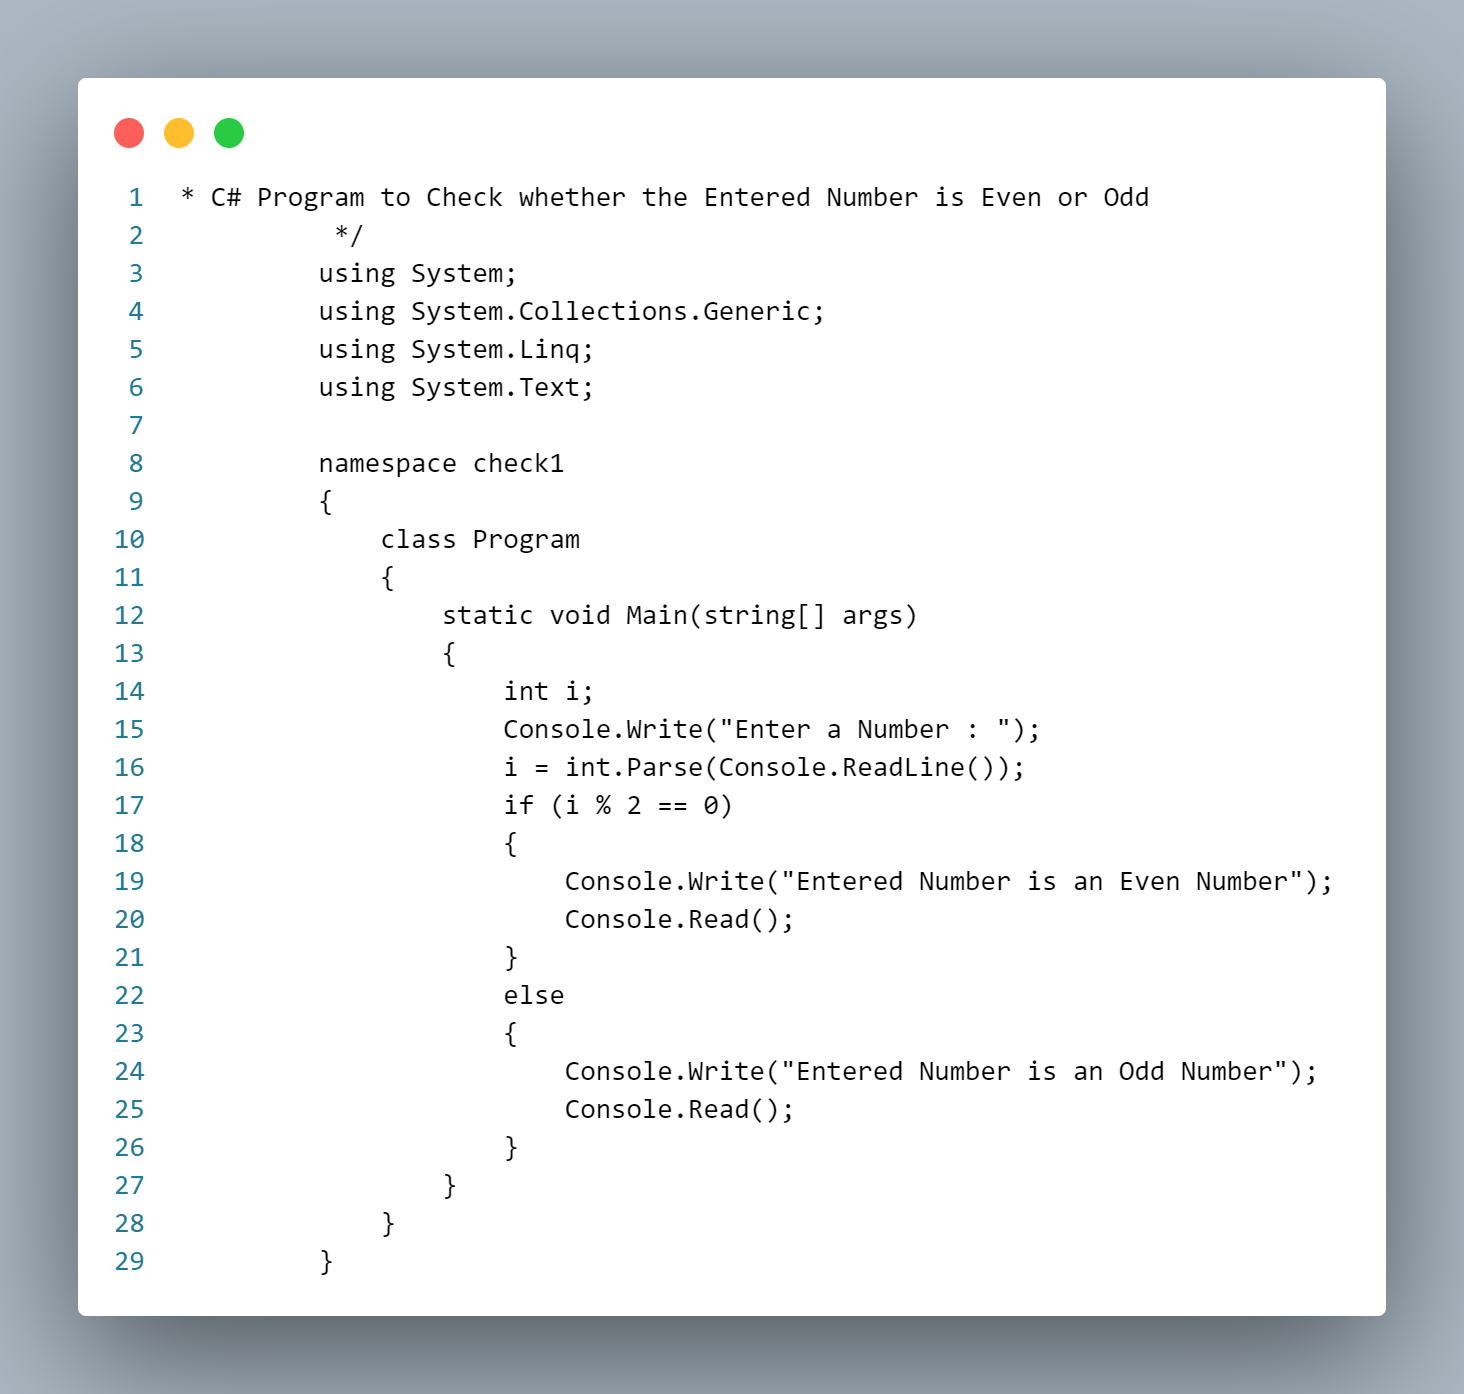 1 * C# Program to Check whether the Entered Number is Even or Odd
2           */
3          using System;
4          using System.Collections.Generic;
5          using System.Linq;
6          using System.Text;
7
8          namespace check1
9          {
10             class Program
11             {
12                 static void Main(string[] args)
13                 {
14                     int i;
15                     Console.Write("Enter a Number : ");
16                     i = int.Parse(Console.ReadLine());
17                     if (i % 2 == 0)
18                     {
19                         Console.Write("Entered Number is an Even Number");
20                         Console.Read();
21                     }
22                     else
23                     {
24                         Console.Write("Entered Number is an Odd Number");
25                         Console.Read();
26                     }
27                 }
28             }
29         }